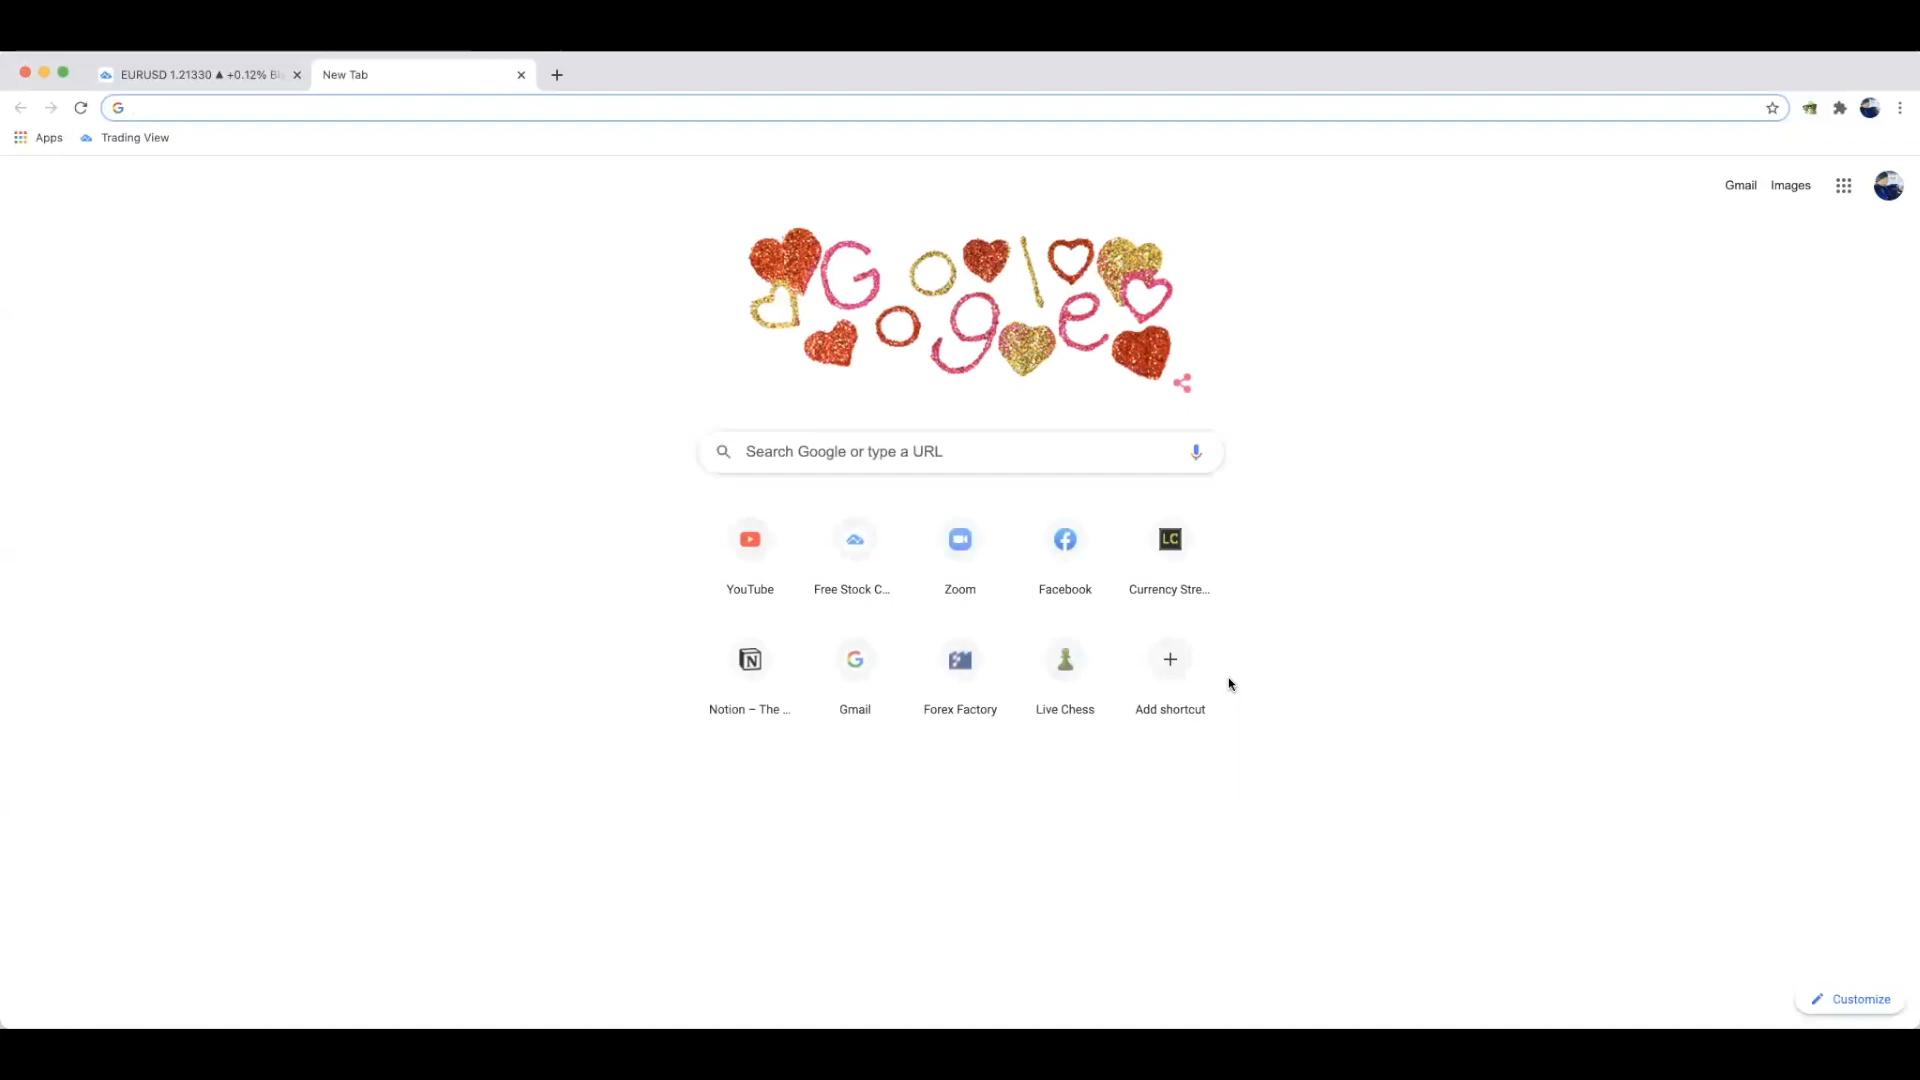 EURUSD 1.21330 ▲ +0.12%
New Tab
Apps
Trading View
Gmail Images
Google
Search Google or type a URL
YouTube
Free Stock C...
Zoom
Facebook
LC
Currency Stre...
Notion – The ...
Gmail
Forex Factory
Live Chess
Add shortcut
Customize